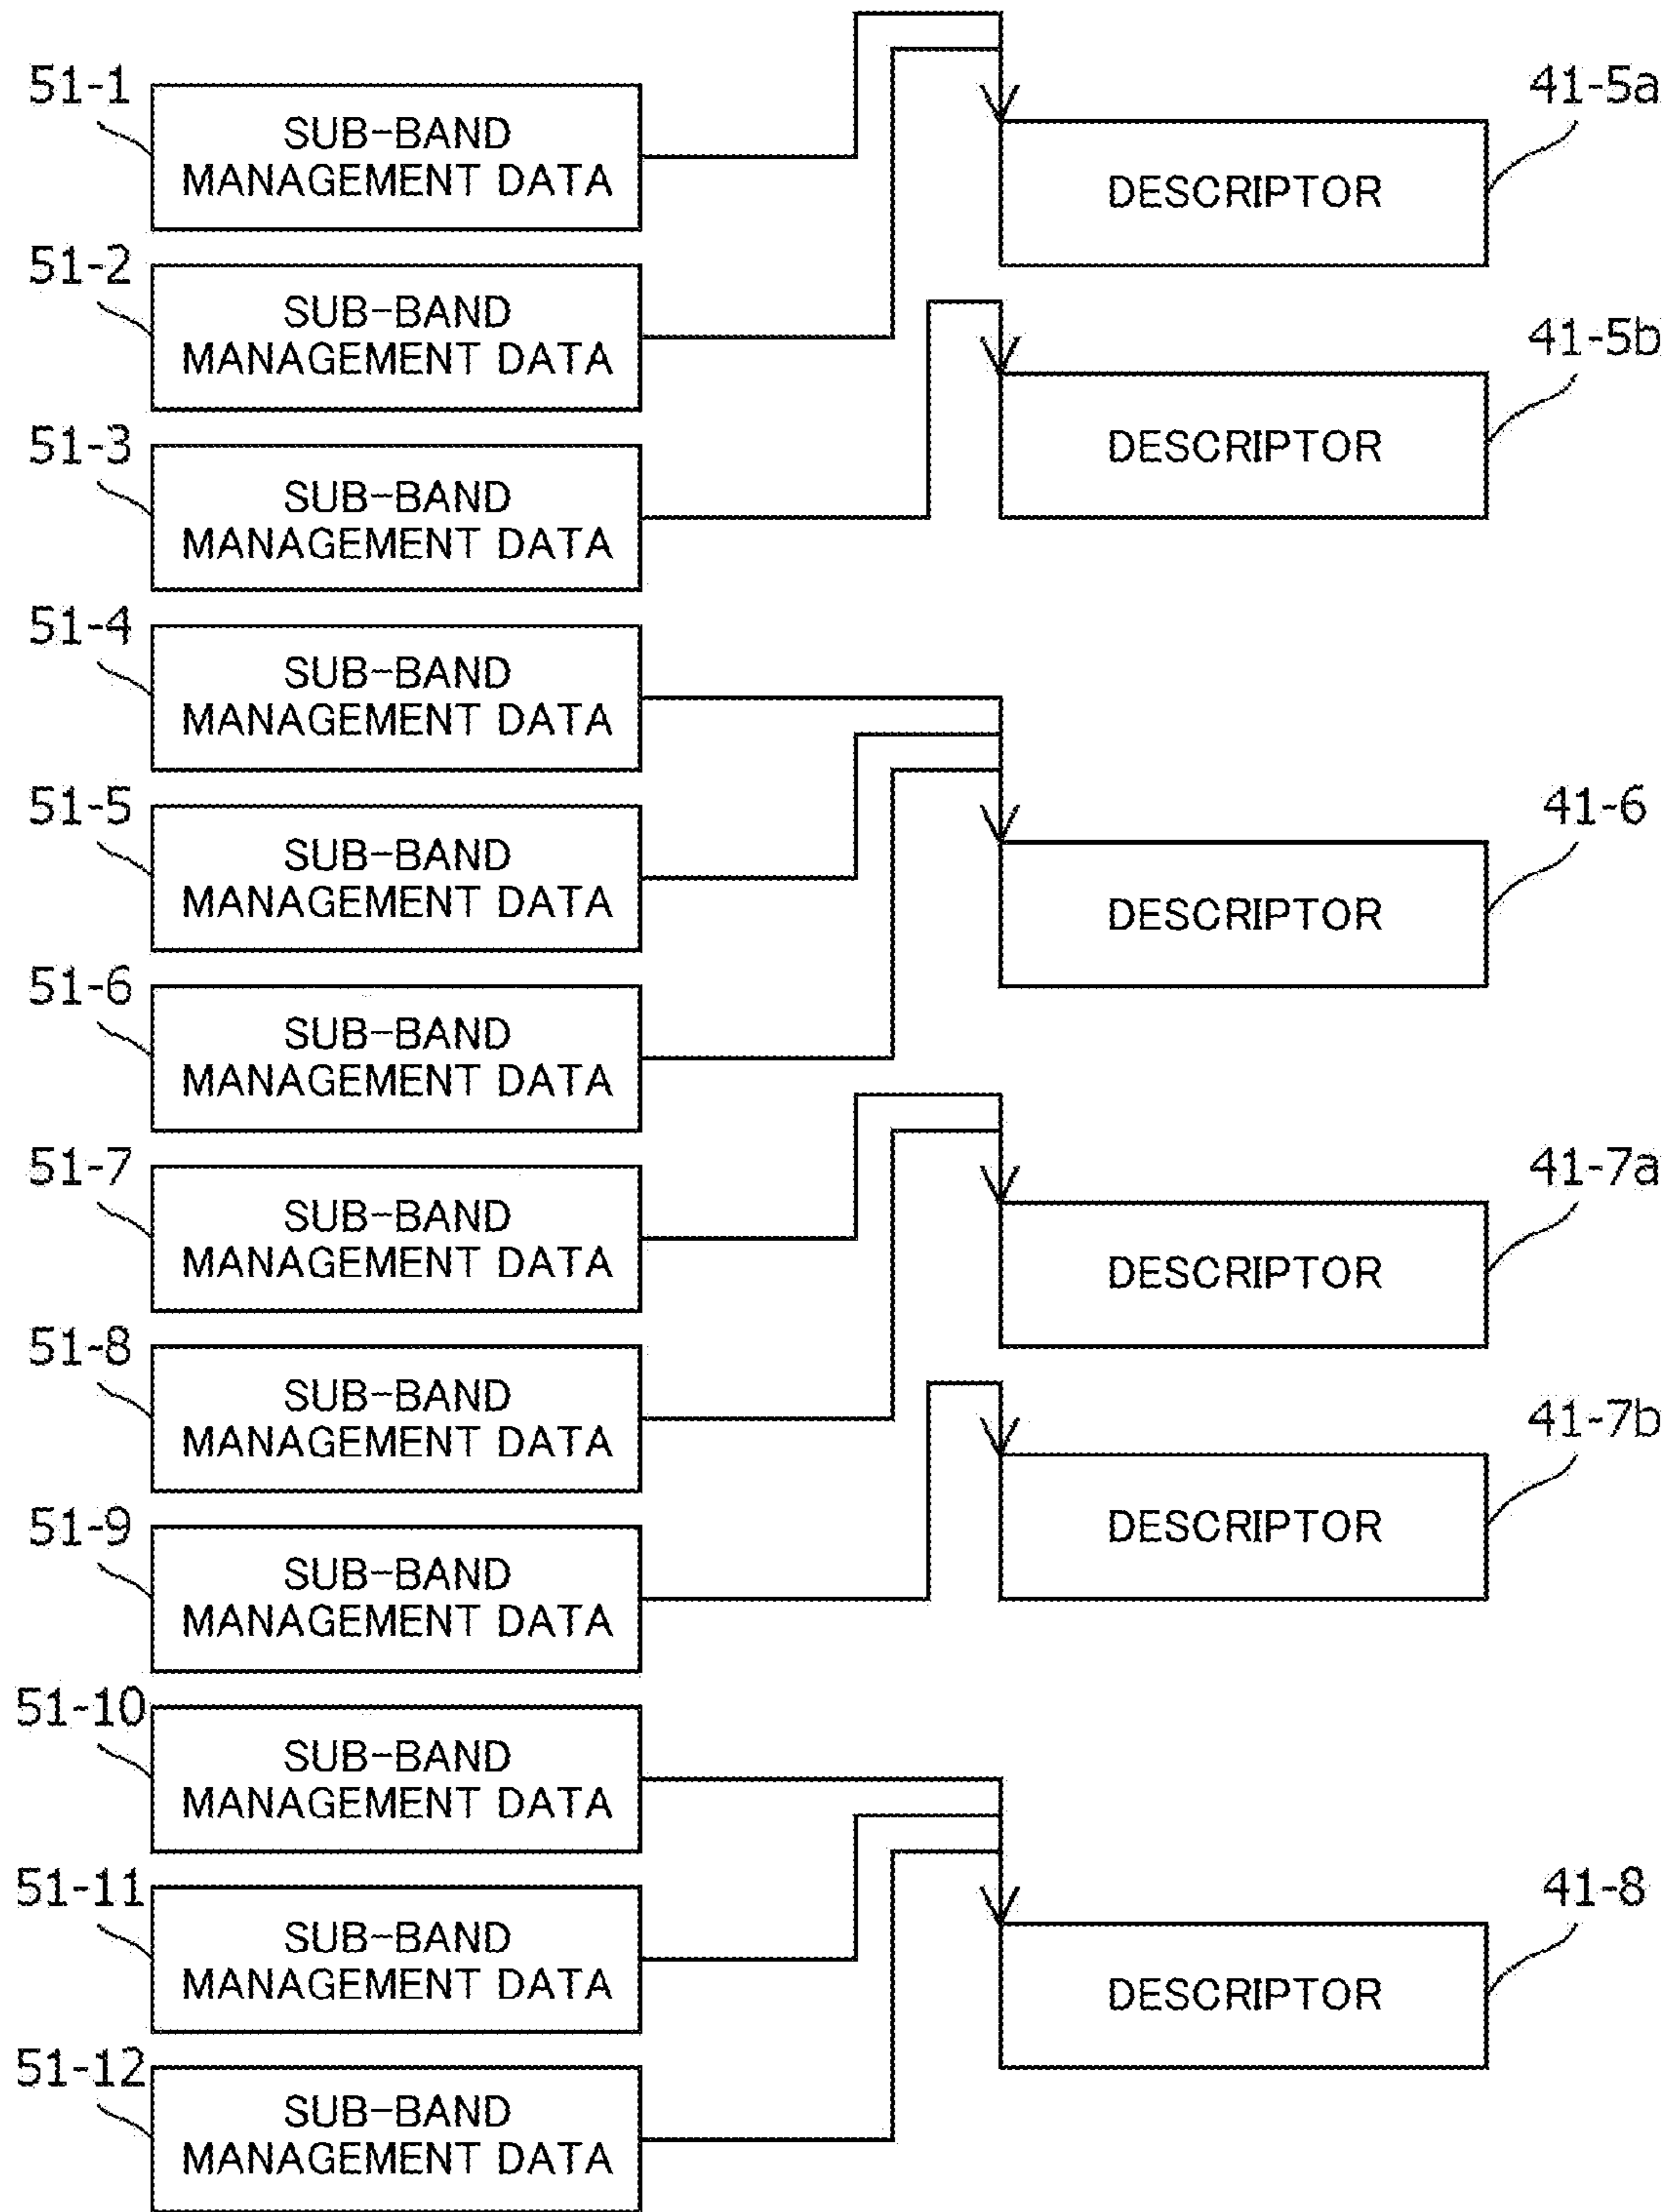 51-1
SUB-BAND
MANAGEMENT DATA
41-5a
DESCRIPTOR
51-2
SUB-BAND
MANAGEMENT DATA
41-5b
DESCRIPTOR
51-3
SUB-BAND
MANAGEMENT DATA
51-4
SUB-BAND
MANAGEMENT DATA
51-5
SUB-BAND
MANAGEMENT DATA
41-6
DESCRIPTOR
51-6
SUB-BAND
MANAGEMENT DATA
51-7
SUB-BAND
MANAGEMENT DATA
41-7a
DESCRIPTOR
51-8
SUB-BAND
MANAGEMENT DATA
41-7b
DESCRIPTOR
51-9
SUB-BAND
MANAGEMENT DATA
51-10
SUB-BAND
MANAGEMENT DATA
51-11
SUB-BAND
MANAGEMENT DATA
41-8
DESCRIPTOR
51-12
SUB-BAND
MANAGEMENT DATA